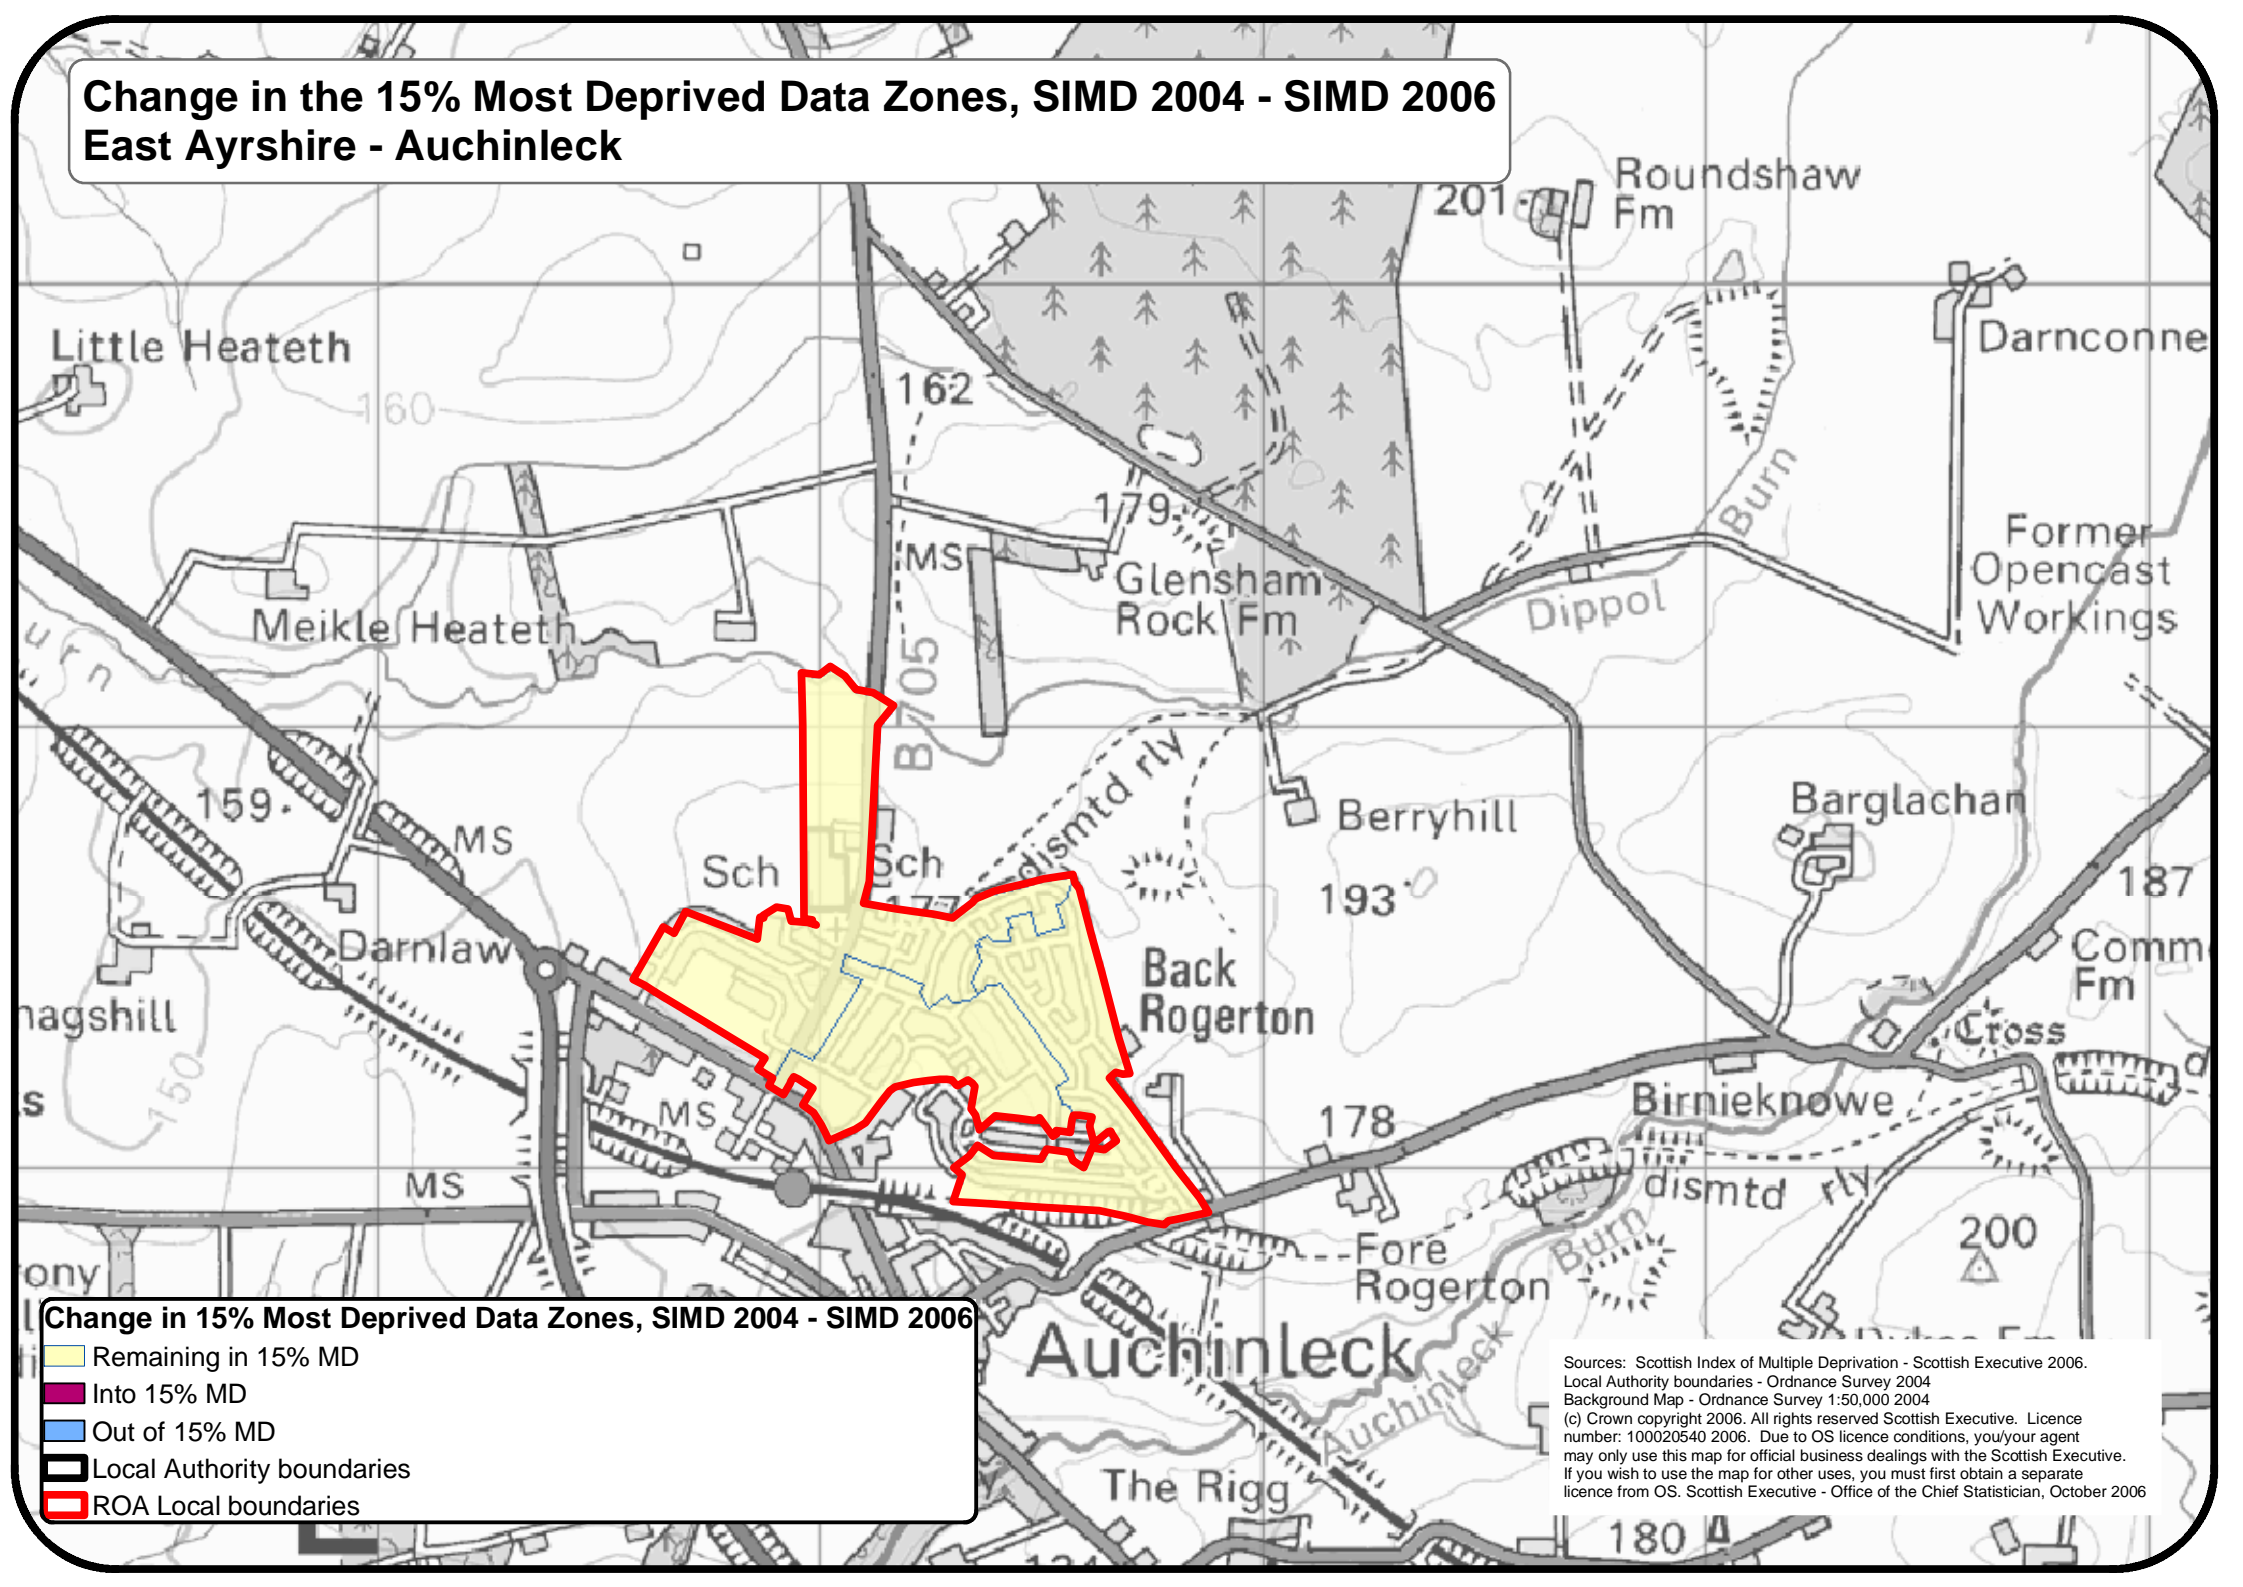 Change in the 15% Most Deprived Data Zones, SIMD 2004 - SIMD 2006
East Ayrshire - Auchinleck
Roundshaw
Fm
201
Little Heateth
160
162
Darnconne
179
MS
Glensham
Rock Fm
Burn
Dippol
Former
Opencast
Workings
Meikle Heateth
urn
B705
159
MS
dismtd rly
Berryhill
Barglachan
Sch
Sch
177
193
187
Darnlaw
Back
Rogerton
Comm
Fm
hagshill
150
Cross
s
MS
178
Birnieknowe
d
MS
dismtd rly
200
ony
Fore
Rogerton
Burn
Auchinleck
Auchinleck
The Rigg
180
Change in 15% Most Deprived Data Zones, SIMD 2004 - SIMD 2006
Remaining in 15% MD
Into 15% MD
Out of 15% MD
Local Authority boundaries
ROA Local boundaries
Sources:  Scottish Index of Multiple Deprivation - Scottish Executive 2006.
Local Authority boundaries - Ordnance Survey 2004
Background Map - Ordnance Survey 1:50,000 2004
(c) Crown copyright 2006. All rights reserved Scottish Executive.  Licence
number: 100020540 2006.  Due to OS licence conditions, you/your agent
may only use this map for official business dealings with the Scottish Executive.
If you wish to use the map for other uses, you must first obtain a separate
licence from OS. Scottish Executive - Office of the Chief Statistician, October 2006